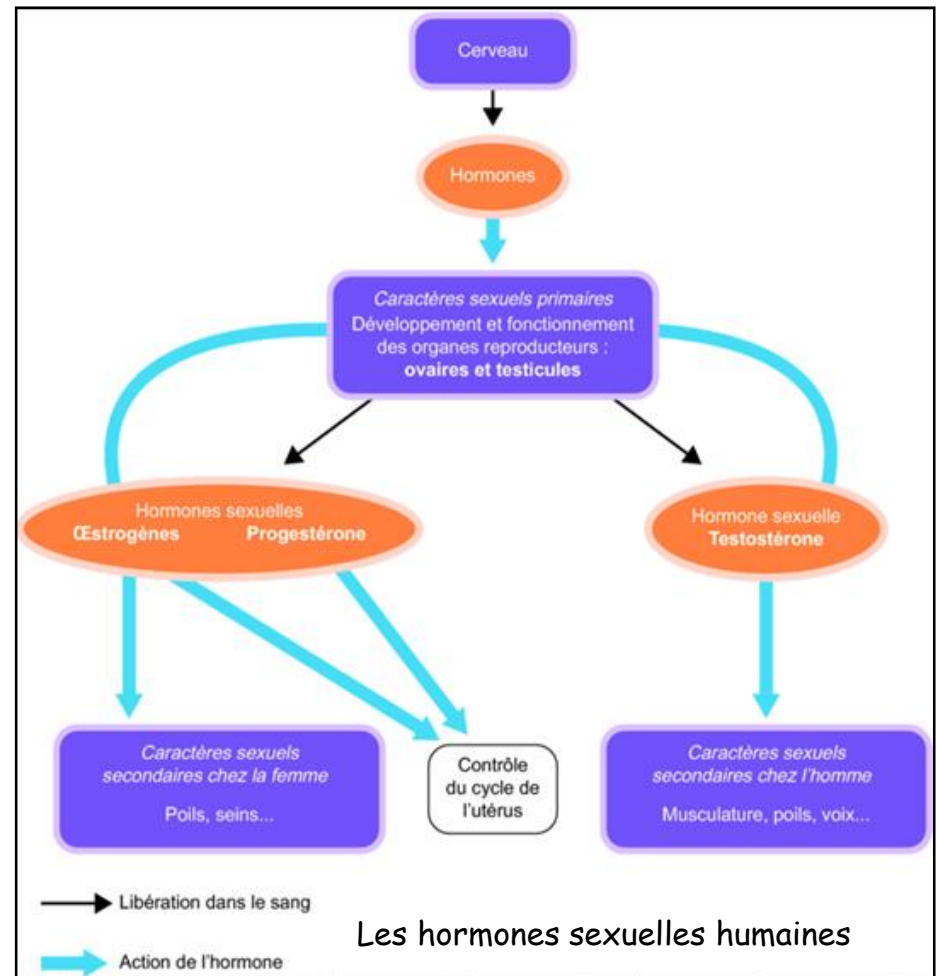 Cerveau
Hormones
Caractères sexuels primaires
Développement et fonctionnement
des organes reproducteurs :
ovaires et testicules
Hormones sexuelles
Œstrogènes Progestérone
Hormone sexuelle
Testostérone
Caractères sexuels
secondaires chez la femme
Poils, seins...
Contrôle
du cycle de
l'utérus
Caractères sexuels
secondaires chez l'homme
Musculature, poils, voix...
Libération dans le sang
Les hormones sexuelles humaines
Action de l'hormone